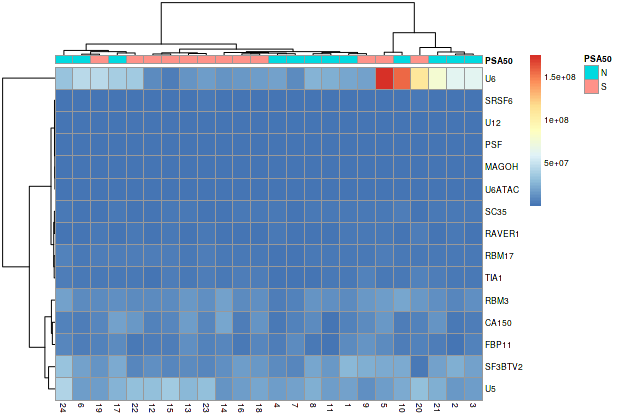 PSA50
PSA50
U6
N
S
SRSF6
U12
PSF
MAGOH
U6ATAC
SC35
RAVER1
RBM17
TIA1
RBM3
CA150
FBP11
SF3BTV2
U5
1.5e+08
1e+08
5e+07
24 6 19 17 22 12 15 13 23 14 16 18 4 7 8 11 1 9 5 10 20 21 2 3